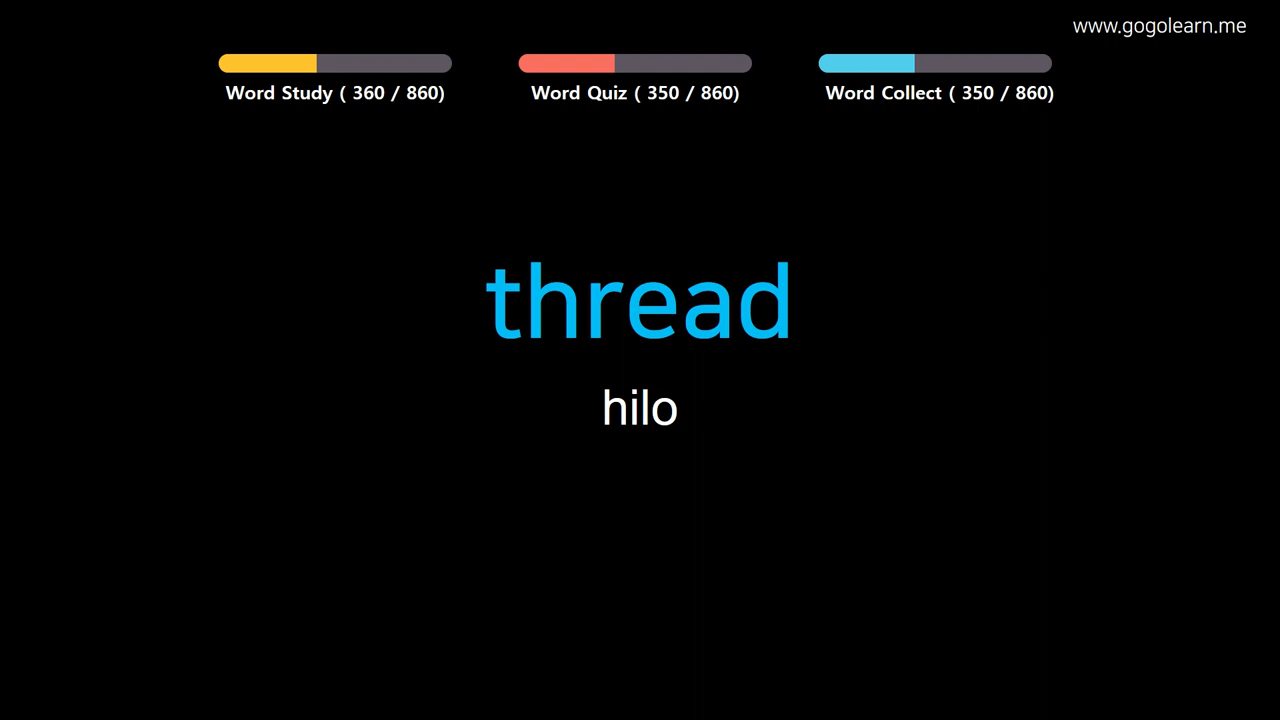 www.gogolearn.me
Word Study ( 360 / 860)
Word Quiz ( 350 / 860)
Word Collect ( 350 / 860)
thread
hilo